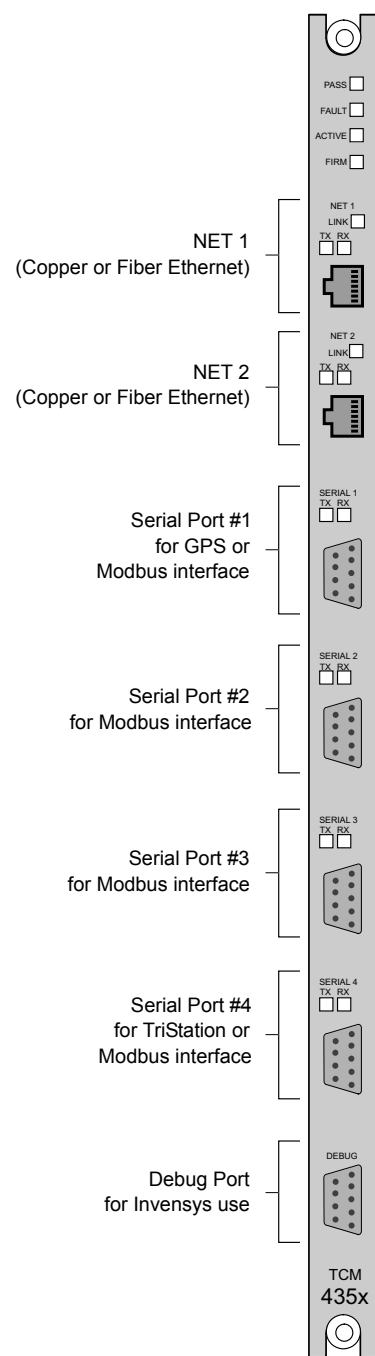 PASS
FAULT
ACTIVE
FIRM
NET 1
(Copper or Fiber Ethernet)
NET 1
LINK
TX RX
NET 2
(Copper or Fiber Ethernet)
NET 2
LINK
TX RX
Serial Port #1
for GPS or
Modbus interface
SERIAL 1
TX RX
Serial Port #2
for Modbus interface
SERIAL 2
TX RX
Serial Port #3
for Modbus interface
SERIAL 3
TX RX
Serial Port #4
for TriStation or
Modbus interface
SERIAL 4
TX RX
Debug Port
for Invensys use
DEBUG
TCM
435x